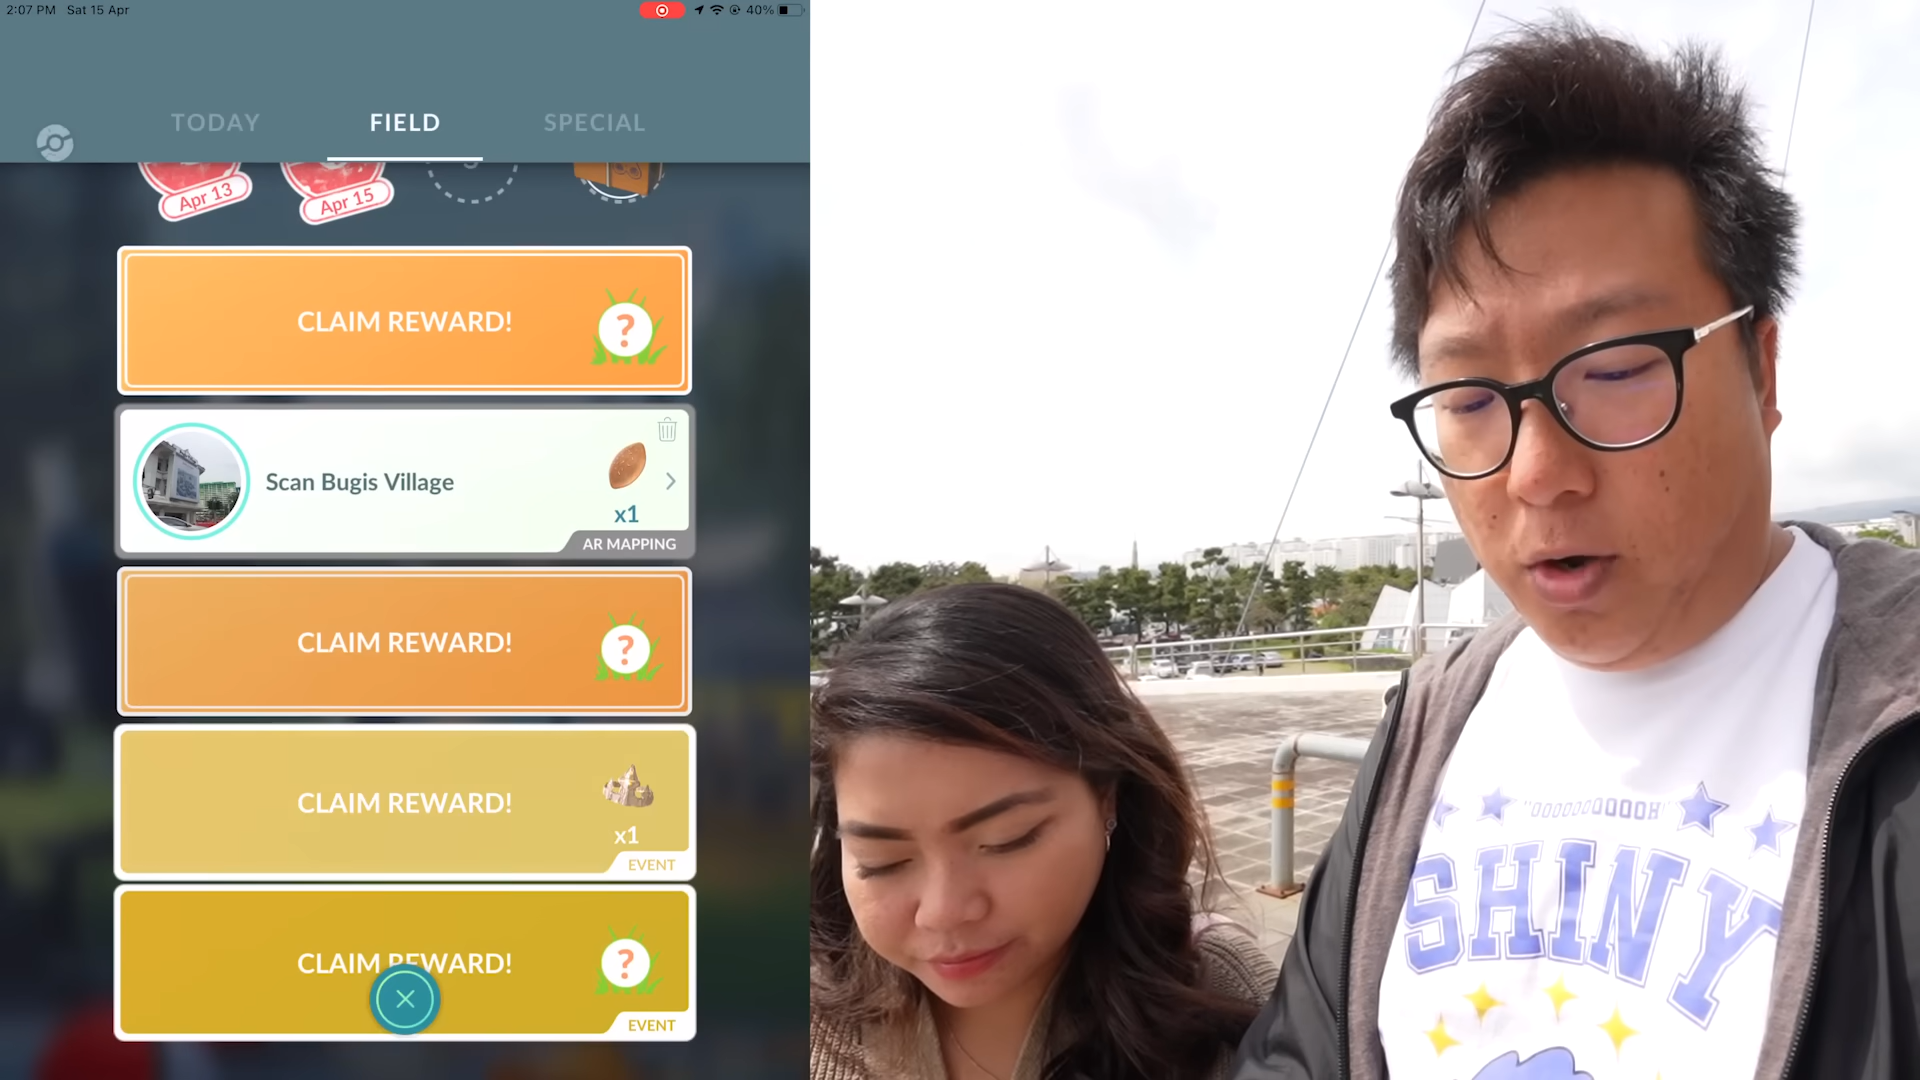 2:07 PM Sat 15 Apr
40%
TODAY
FIELD
SPECIAL
Apr 13
Apr 15
CLAIM REWARD!
?
Scan Bugis Village
x1
AR MAPPING
CLAIM REWARD!
?
CLAIM REWARD!
x1
EVENT
CLAIM REWARD!
?
EVENT
"OOOOOOOOOOH"
SHINY